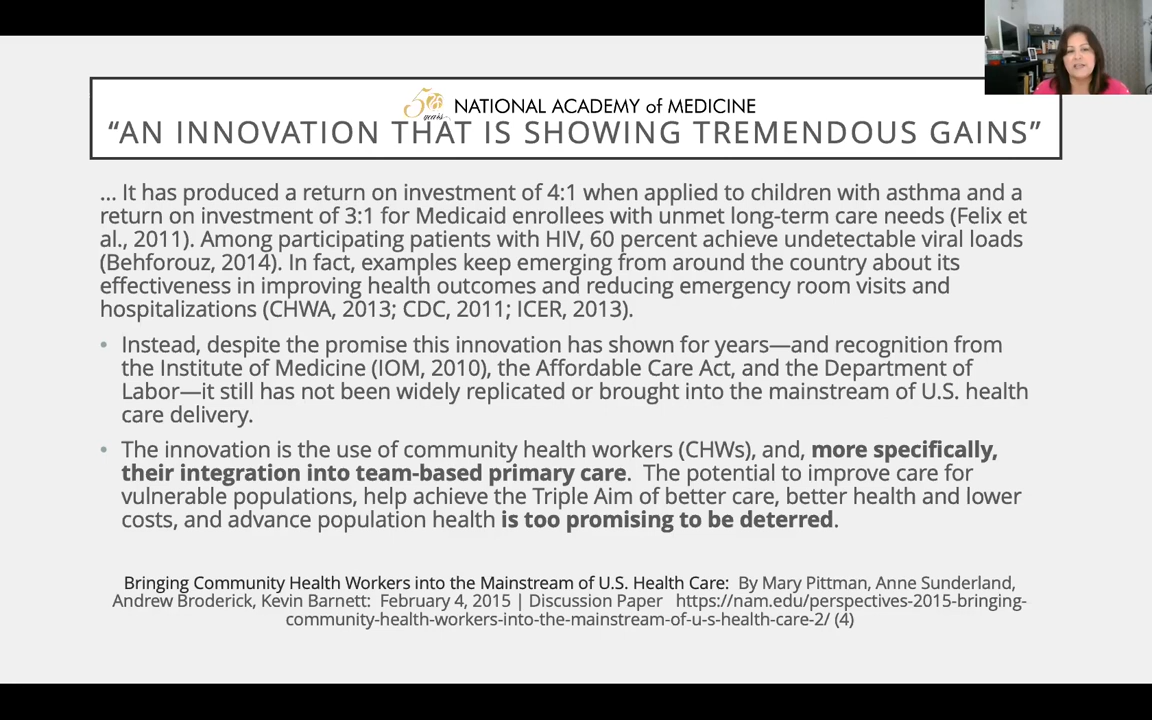 50 years NATIONAL ACADEMY of MEDICINE
“AN INNOVATION THAT IS SHOWING TREMENDOUS GAINS”
... It has produced a return on investment of 4:1 when applied to children with asthma and a
return on investment of 3:1 for Medicaid enrollees with unmet long-term care needs (Felix et
al., 2011). Among participating patients with HIV, 60 percent achieve undetectable viral loads
(Behforouz, 2014). In fact, examples keep emerging from around the country about its
effectiveness in improving health outcomes and reducing emergency room visits and
hospitalizations (CHWA, 2013; CDC, 2011; ICER, 2013).
• Instead, despite the promise this innovation has shown for years—and recognition from
the Institute of Medicine (IOM, 2010), the Affordable Care Act, and the Department of
Labor—it still has not been widely replicated or brought into the mainstream of U.S. health
care delivery.
• The innovation is the use of community health workers (CHWs), and, more specifically,
their integration into team-based primary care. The potential to improve care for
vulnerable populations, help achieve the Triple Aim of better care, better health and lower
costs, and advance population health is too promising to be deterred.
Bringing Community Health Workers into the Mainstream of U.S. Health Care: By Mary Pittman, Anne Sunderland,
Andrew Broderick, Kevin Barnett: February 4, 2015 | Discussion Paper https://nam.edu/perspectives-2015-bringing-
community-health-workers-into-the-mainstream-of-u-s-health-care-2/ (4)